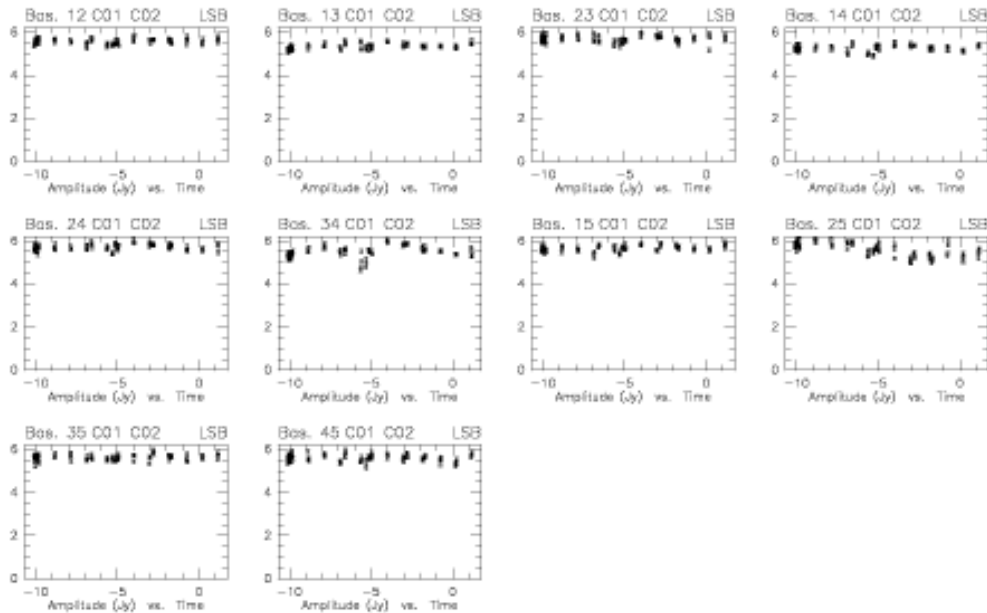 Bas. 12 C01 C02 LSB
Bas. 13 C01 C02 LSB
Bas. 23 C01 C02 LSB
Bas. 14 C01 C02 LSB
6
4
2
0
6
4
2
0
6
4
2
0
6
4
2
0
-10 -5 0
-10 -5 0
-10 -5 0
-10 -5 0
Amplitude (Jy) vs. Time
Amplitude (Jy) vs. Time
Amplitude (Jy) vs. Time
Amplitude (Jy) vs. Time
Bas. 24 C01 C02 LSB
Bas. 34 C01 C02 LSB
Bas. 15 C01 C02 LSB
Bas. 25 C01 C02 LSB
6
4
2
0
6
4
2
0
6
4
2
0
6
4
2
0
-10 -5 0
-10 -5 0
-10 -5 0
-10 -5 0
Amplitude (Jy) vs. Time
Amplitude (Jy) vs. Time
Amplitude (Jy) vs. Time
Amplitude (Jy) vs. Time
Bas. 35 C01 C02 LSB
Bas. 45 C01 C02 LSB
6
4
2
0
6
4
2
0
-10 -5 0
-10 -5 0
Amplitude (Jy) vs. Time
Amplitude (Jy) vs. Time